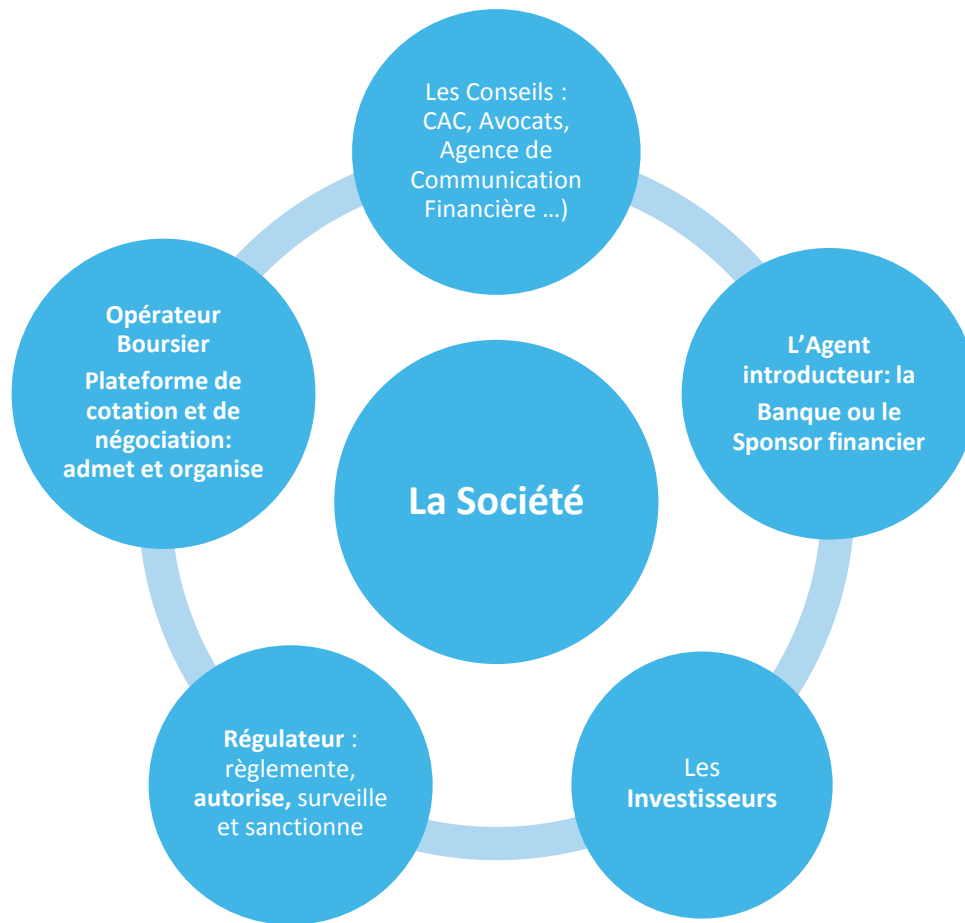 Les Conseils :
CAC, Avocats,
Agence de
Communication
Financière …)
Opérateur
Boursier
Plateforme de
cotation et de
négociation:
admet et organise
L’Agent
introducteur: la
Banque ou le
Sponsor financier
La Société
Régulateur :
règlemente,
autorise, surveille
et sanctionne
Les
Investisseurs